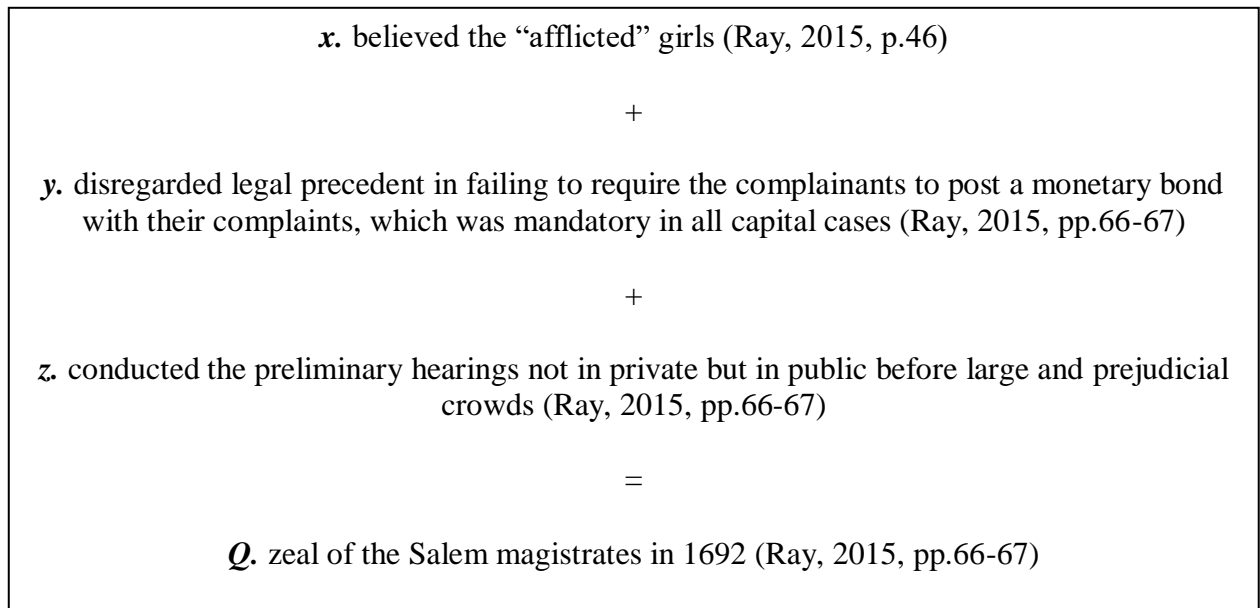 x. believed the “afflicted” girls (Ray, 2015, p.46)
+
y. disregarded legal precedent in failing to require the complainants to post a monetary bond
with their complaints, which was mandatory in all capital cases (Ray, 2015, pp.66-67)
+
z. conducted the preliminary hearings not in private but in public before large and prejudicial
crowds (Ray, 2015, pp.66-67)
=
Q. zeal of the Salem magistrates in 1692 (Ray, 2015, pp.66-67)